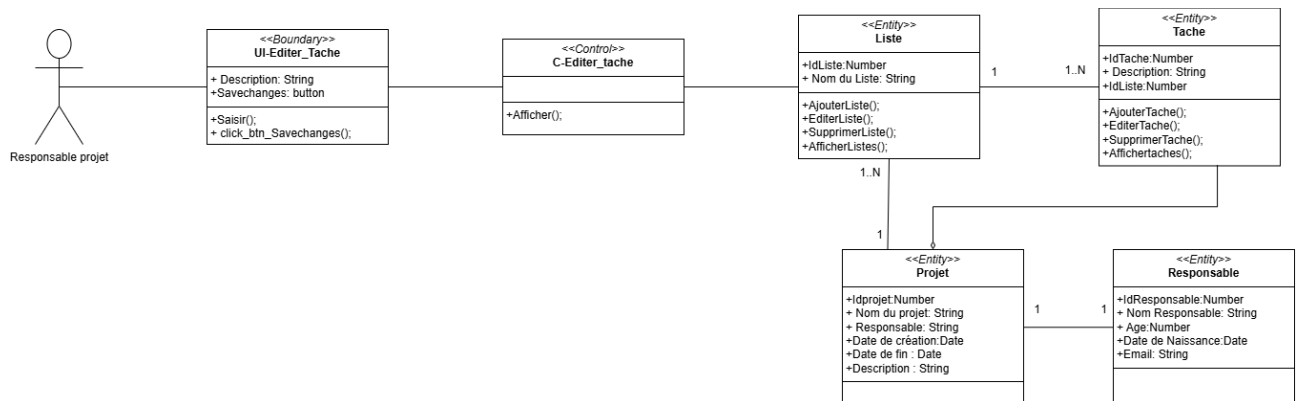 Responsable projet
<<Boundary>>
UI-Editer_Tache
+ Description: String
+Savechanges: button
+Saisir();
+ click_btn_Savechanges();
<<Control>>
C-Editer_tache
+Afficher();
<<Entity>>
Liste
+IdListe:Number
+ Nom du Liste: String
+AjouterListe();
+EditerListe();
+SupprimerListe();
+AfficherListes();
1
1..N
<<Entity>>
Tache
+IdTache:Number
+ Description: String
+IdListe:Number
+AjouterTache();
+EditerTache();
+SupprimerTache();
+Affichertaches();
1..N
1
<<Entity>>
Projet
+Idprojet:Number
+ Nom du projet: String
+ Responsable: String
+Date de création:Date
+Date de fin : Date
+Description : String
1
1
<<Entity>>
Responsable
+IdResponsable:Number
+ Nom Responsable: String
+ Age:Number
+Date de Naissance:Date
+Email: String